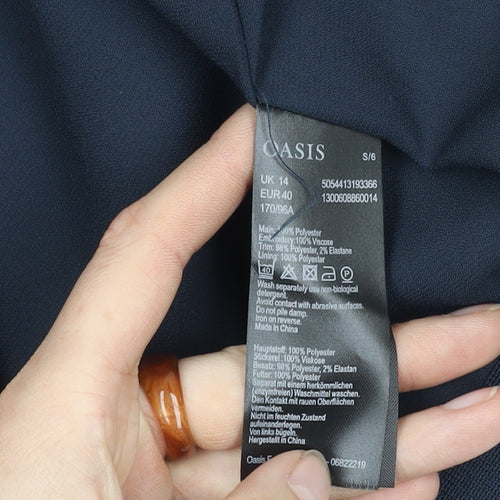 OASIS S/6
UK 14 5054413193366
EUR 40 1300608860014
170/96A
Main: 100% Polyester
Embroidery:100% Viscose
Trim: 98% Polyester, 2% Elastane
Lining: 100% Polyester
40 P
Wash separately use non-biological
detergent.
Avoid contact with abrasive surfaces.
Do not pile damp.
Iron on reverse.
Made in China
Hauptstoff: 100% Polyester
Stickerei: 100% Viskose
Besatz: 98% Polyester, 2% Elastan
Futter: 100% Polyester
Separat mit einem herkömmlichen
(enzymfreien) Waschmittel waschen.
Den Kontakt mit rauen Oberflächen
vermeiden.
Nicht im feuchten Zustand
aufeinanderlegen.
Von links bügeln.
Hergestellt in China
Oasis 06822219